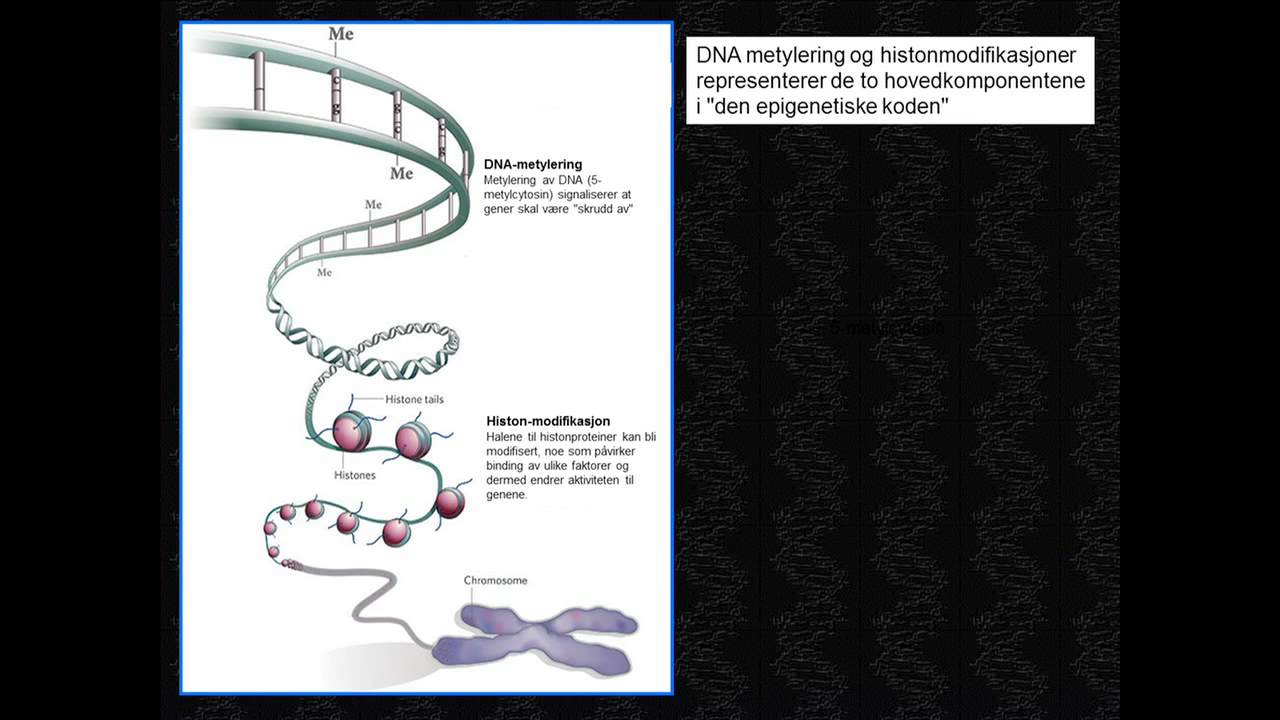 Me
DNA metylering og histonmodifikasjoner
representerer de to hovedkomponentene
i "den epigenetiske koden"
DNA-metylering
Metylering av DNA (5-
metylcytosin) signaliserer at
gener skal være "skrudd av"
Me
Me
Me
Histone tails
Histon-modifikasjon
Halene til histonproteiner kan bli
modifisert, noe som påvirker
binding av ulike faktorer og
dermed endrer aktiviteten til
genene.
Histones
Chromosome